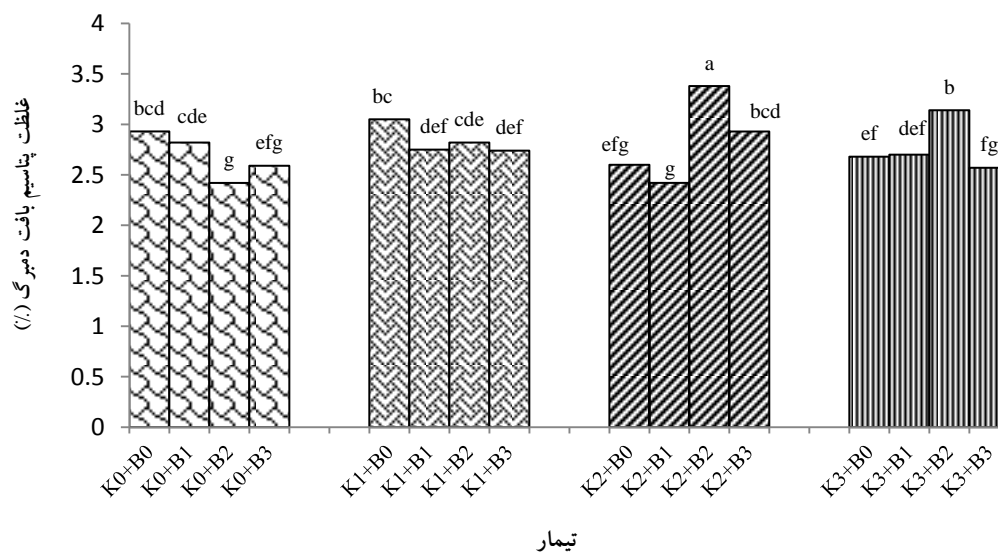 غلظت پتاسیم بافت دمبرگ (٪)
4
3.5
3
2.5
2
1.5
1
0.5
0
bcd cde g efg
bc def cde def
efg g a bcd
ef def b fg
K0+B0 K0+B1 K0+B2 K0+B3 K1+B0 K1+B1 K1+B2 K1+B3 K2+B0 K2+B1 K2+B2 K2+B3 K3+B0 K3+B1 K3+B2 K3+B3
تیمار